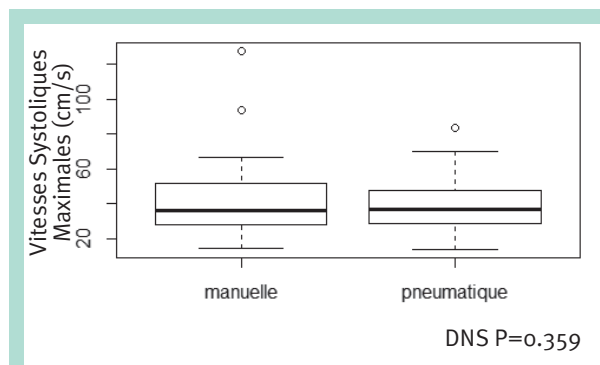 Vitesses Systoliques
Maximales (cm/s)
100
60
20
manuelle
pneumatique
DNS P=0.359